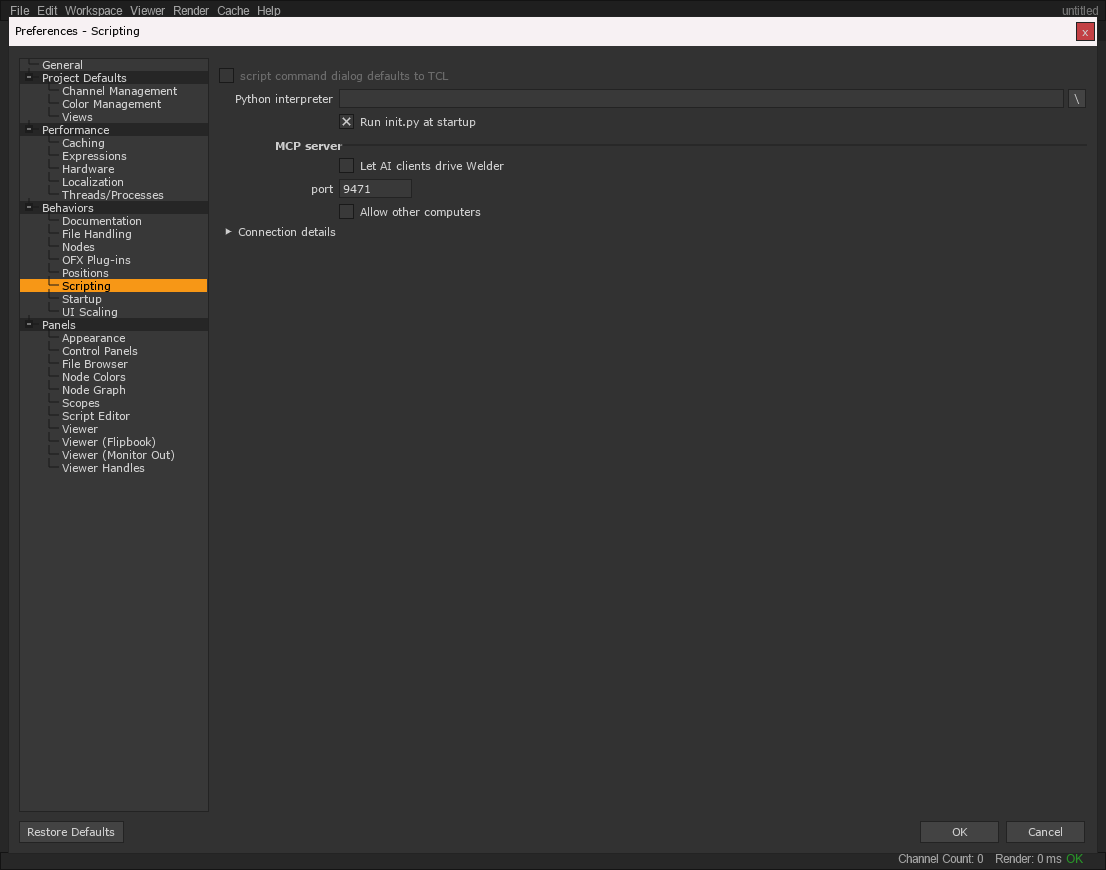 File Edit Workspace Viewer Render Cache Help untitled
Preferences - Scripting x
General
Project Defaults
Channel Management
Color Management
Views
Performance
Caching
Expressions
Hardware
Localization
Threads/Processes
Behaviors
Documentation
File Handling
Nodes
OFX Plug-ins
Positions
Scripting
Startup
UI Scaling
Panels
Appearance
Control Panels
File Browser
Node Colors
Node Graph
Scopes
Script Editor
Viewer
Viewer (Flipbook)
Viewer (Monitor Out)
Viewer Handles
script command dialog defaults to TCL
Python interpreter \
Run init.py at startup
MCP server
Let AI clients drive Welder
port 9471
Allow other computers
Connection details
Restore Defaults OK Cancel
Channel Count: 0 Render: 0 ms OK